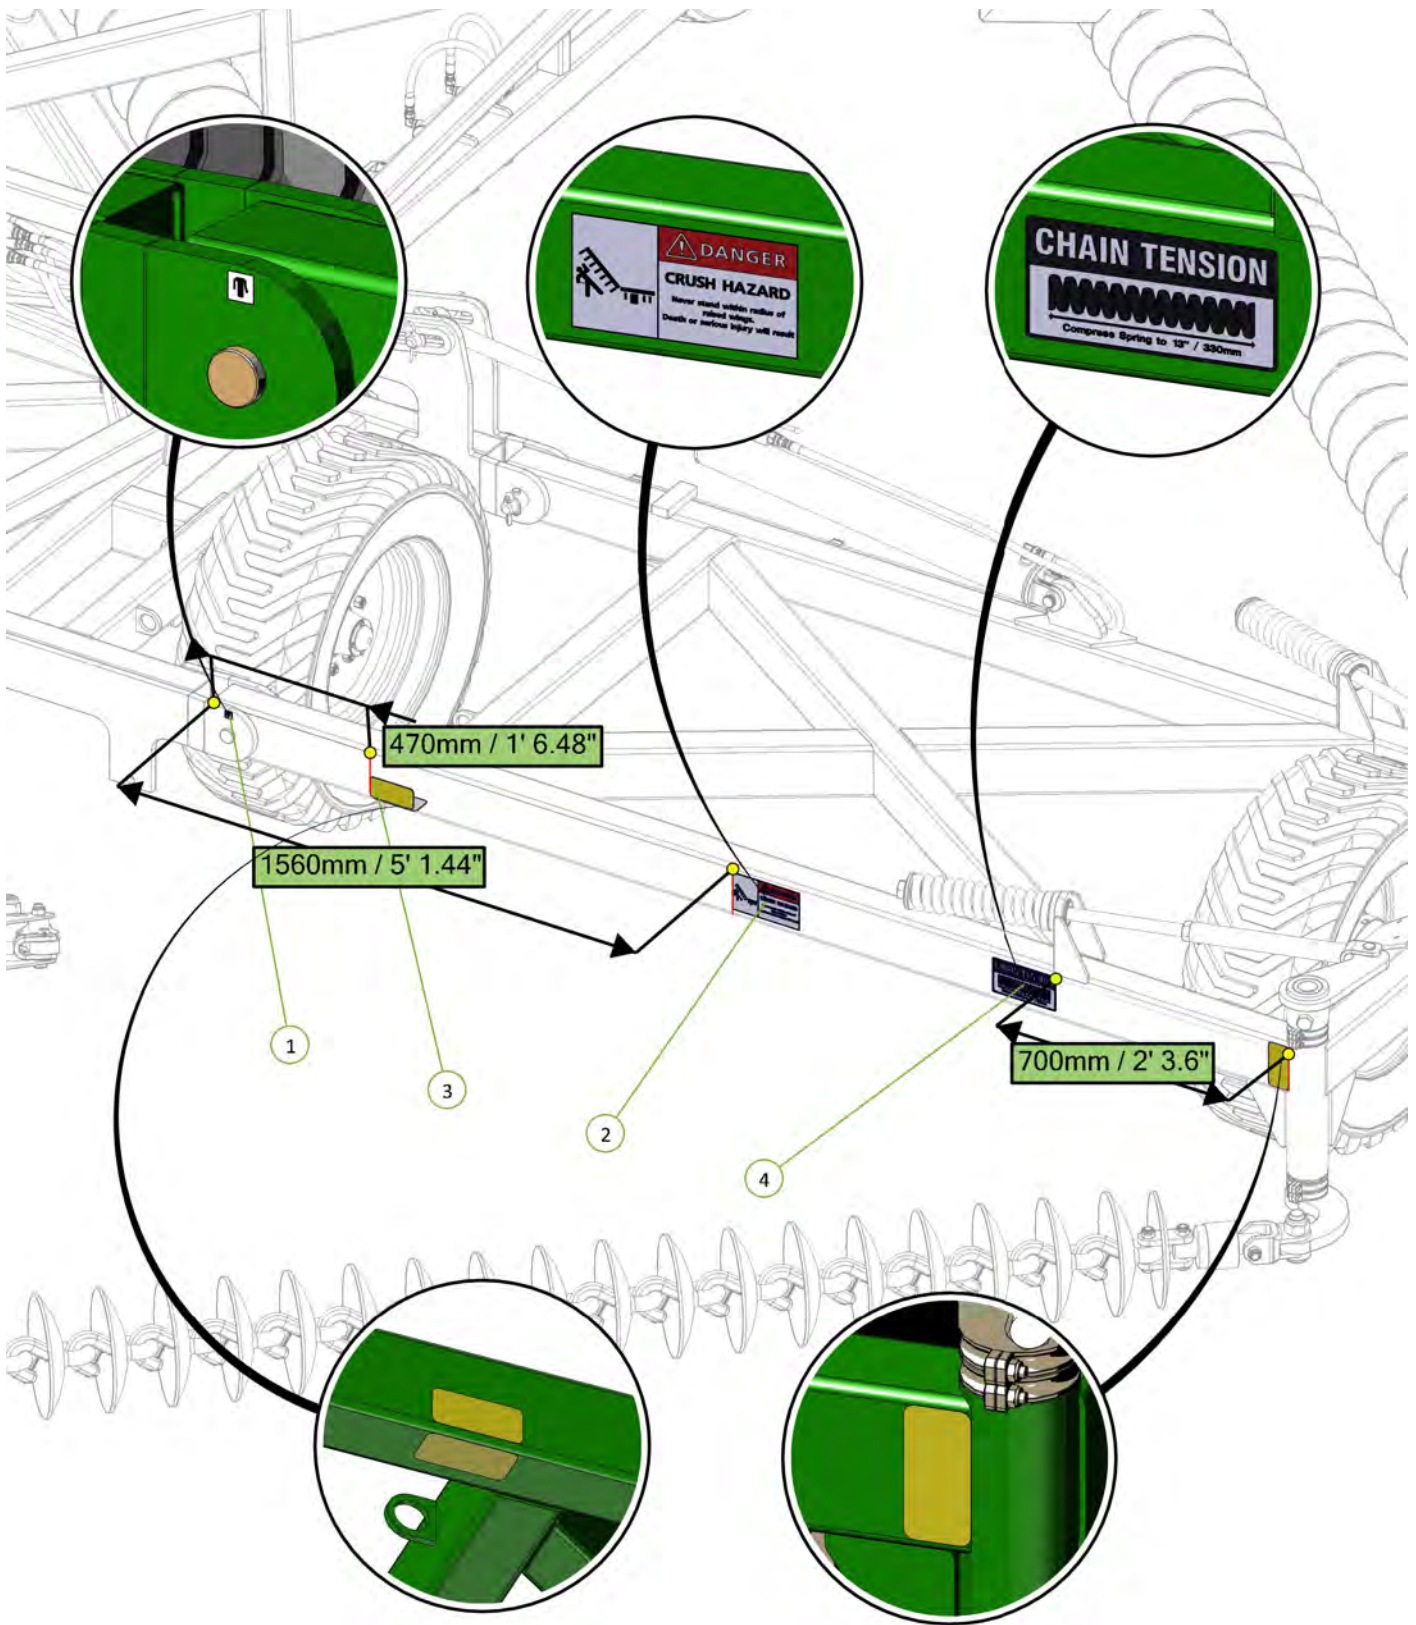 DANGER
CRUSH HAZARD
Never stand within radius of
raised wings.
Death or serious injury will result
CHAIN TENSION
Compress Spring to 13" / 330mm
470mm / 1' 6.48"
1560mm / 5' 1.44"
700mm / 2' 3.6"
1
3
2
4